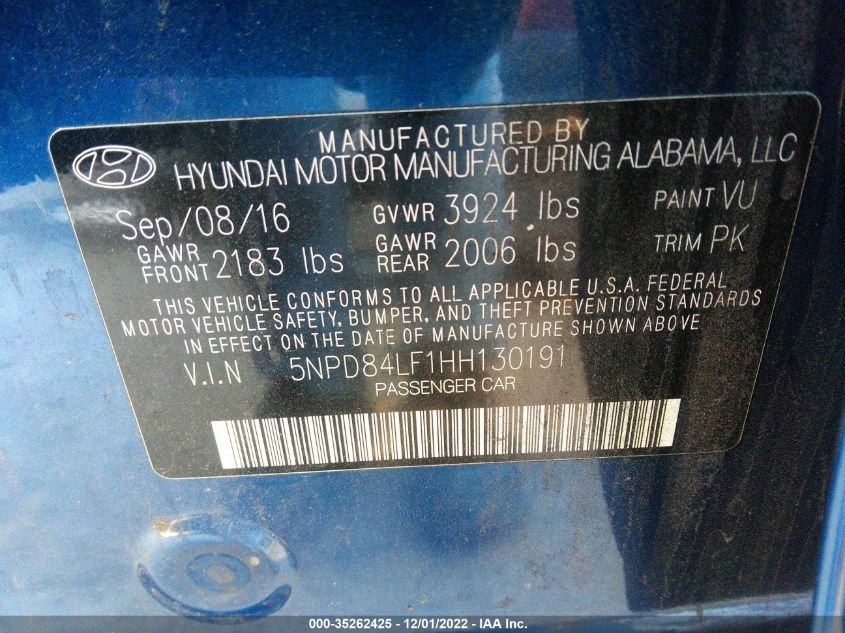 MANUFACTURED BY
HYUNDAI MOTOR MANUFACTURING ALABAMA, LLC
Sep/08/16 GVWR 3924 lbs PAINT VU
GAWR FRONT 2183 lbs GAWR REAR 2006 lbs TRIM PK
THIS VEHICLE CONFORMS TO ALL APPLICABLE U.S.A. FEDERAL
MOTOR VEHICLE SAFETY, BUMPER, AND THEFT PREVENTION STANDARDS
IN EFFECT ON THE DATE OF MANUFACTURE SHOWN ABOVE
V.I.N 5NPD84LF1HH130191
PASSENGER CAR
000-35262425 - 12/01/2022 - IAA Inc.